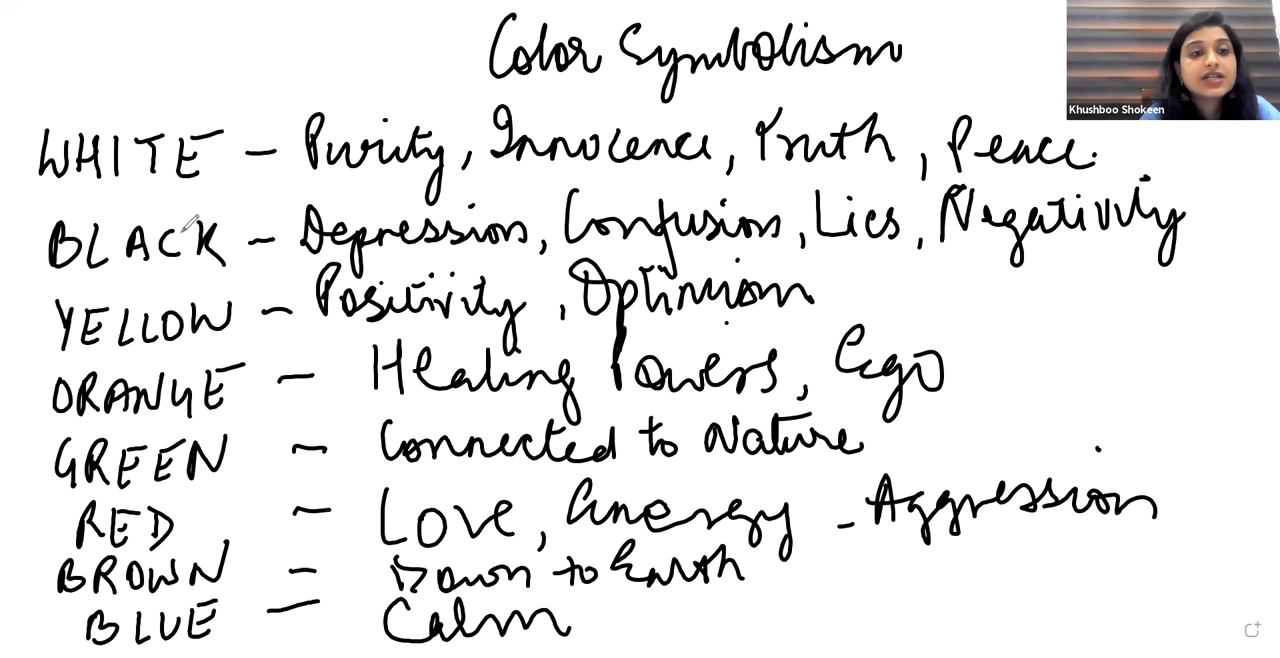 Color Symbolism
Khushboo Shokeen
WHITE - Purity, Innocence, Truth, Peace.
BLACK - Depression, Confusion, Lies, Negativity
YELLOW - Positivity, Optimism
ORANGE - Healing Powers, Ego
GREEN - Connected to Nature
RED - Love, Energy - Aggression
BROWN - Down to Earth
BLUE - Calm